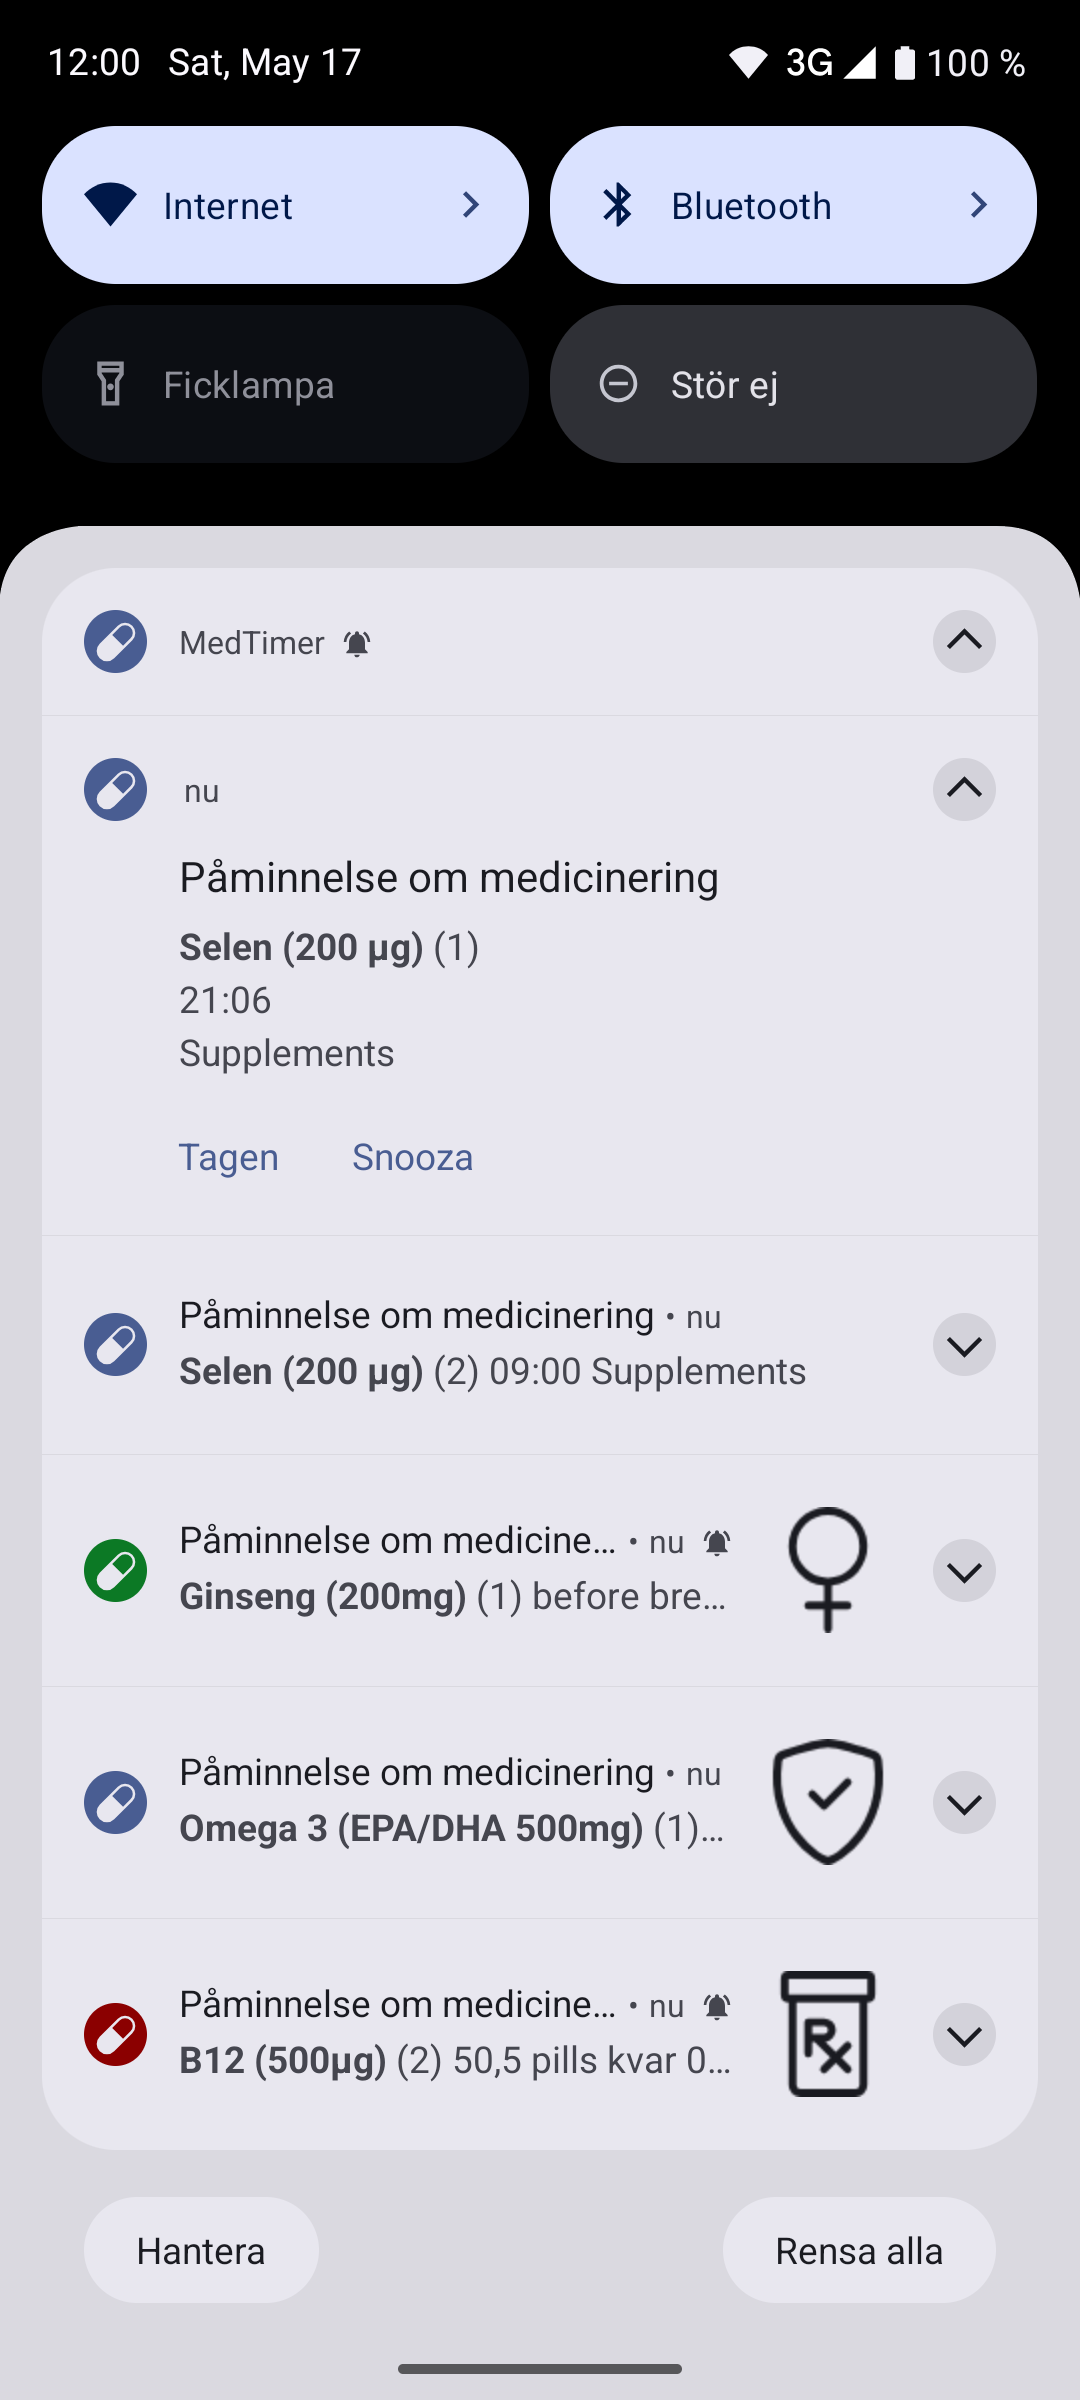 12:00 Sat, May 17 3G 100 %
Internet
Bluetooth
Ficklampa
Stör ej
MedTimer
nu
Påminnelse om medicinering
Selen (200 µg) (1)
21:06
Supplements
Tagen Snooza
Påminnelse om medicinering • nu
Selen (200 µg) (2) 09:00 Supplements
Påminnelse om medicine… • nu
Ginseng (200mg) (1) before bre…
Påminnelse om medicinering • nu
Omega 3 (EPA/DHA 500mg) (1)…
Påminnelse om medicine… • nu
B12 (500µg) (2) 50,5 pills kvar 0…
Rx
Hantera
Rensa alla